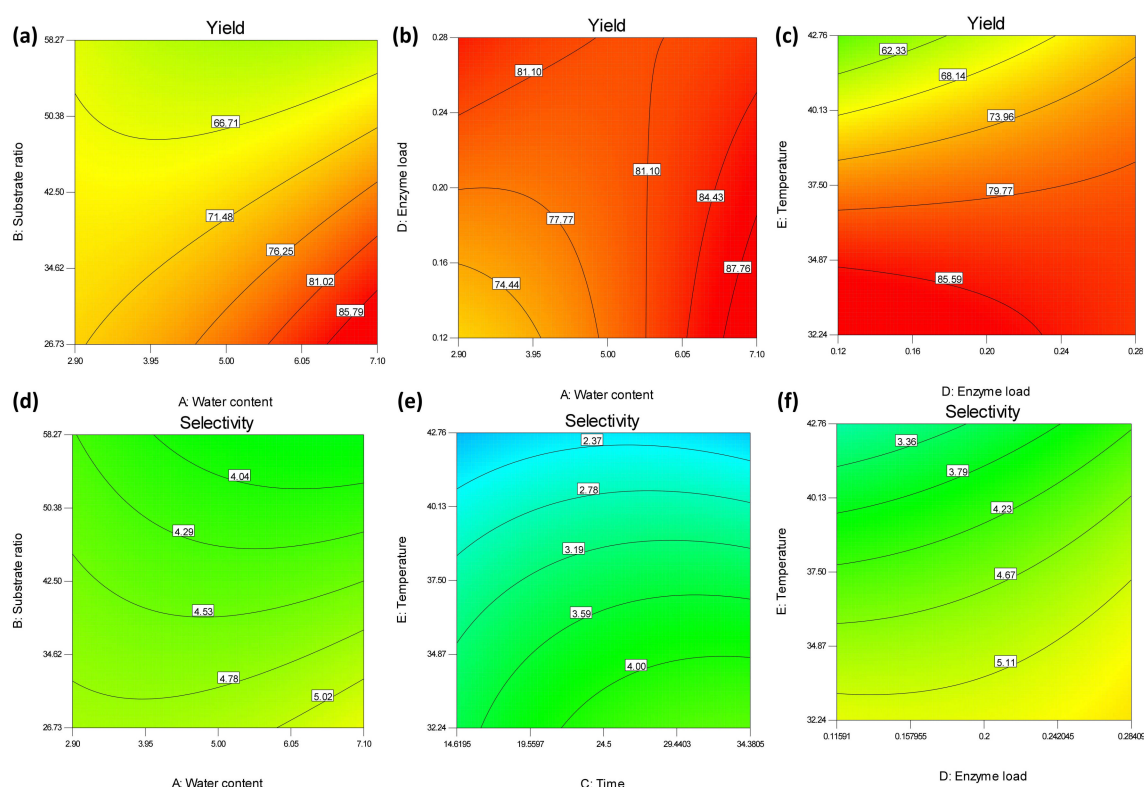 (a)
Yield
58.27
50.38
42.50
34.62
26.73
B: Substrate ratio
66.71
71.48
76.25
81.02
85.79
2.90 3.95 5.00 6.05 7.10
A: Water content
(b)
Yield
0.28
0.24
0.20
0.16
0.12
D: Enzyme load
81.10
81.10
84.43
77.77
87.76
74.44
2.90 3.95 5.00 6.05 7.10
A: Water content
(c)
Yield
42.76
40.13
37.50
34.87
32.24
E: Temperature
62.33
68.14
73.96
79.77
85.59
0.12 0.16 0.20 0.24 0.28
D: Enzyme load
(d)
Selectivity
58.27
50.38
42.50
34.62
26.73
B: Substrate ratio
4.04
4.29
4.53
4.78
5.02
2.90 3.95 5.00 6.05 7.10
A: Water content
(e)
Selectivity
42.76
40.13
37.50
34.87
32.24
E: Temperature
2.37
2.78
3.19
3.59
4.00
14.6195 19.5597 24.5 29.4403 34.3805
C: Time
(f)
Selectivity
42.76
40.13
37.50
34.87
32.24
E: Temperature
3.36
3.79
4.23
4.67
5.11
0.11591 0.157955 0.2 0.242045 0.28409
D: Enzyme load